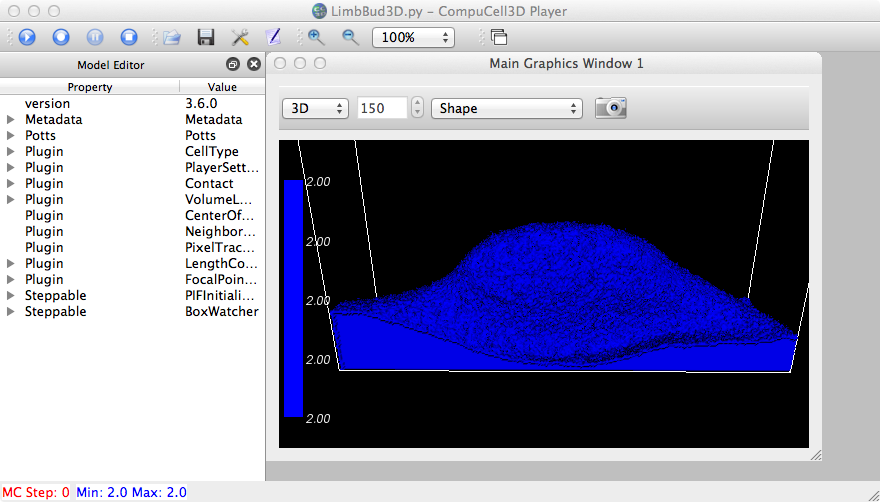 LimbBud3D.py – CompuCell3D Player
100%
Model Editor
Property Value
version 3.6.0
Metadata Metadata
Potts Potts
Plugin CellType
Plugin PlayerSett...
Plugin Contact
Plugin VolumeL...
Plugin CenterOf...
Plugin Neighbor...
Plugin PixelTrac...
Plugin LengthCo...
Plugin FocalPoin...
Steppable PIFInitiali...
Steppable BoxWatcher
Main Graphics Window 1
3D 150 Shape
2.00
2.00
2.00
2.00
2.00
MC Step: 0 Min: 2.0 Max: 2.0